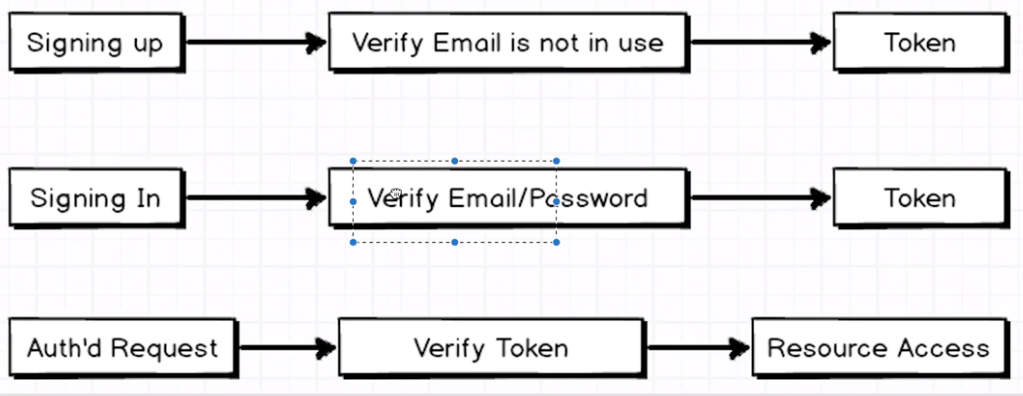 Signing up
Verify Email is not in use
Token
Signing In
Verify Email/Password
Token
Auth'd Request
Verify Token
Resource Access